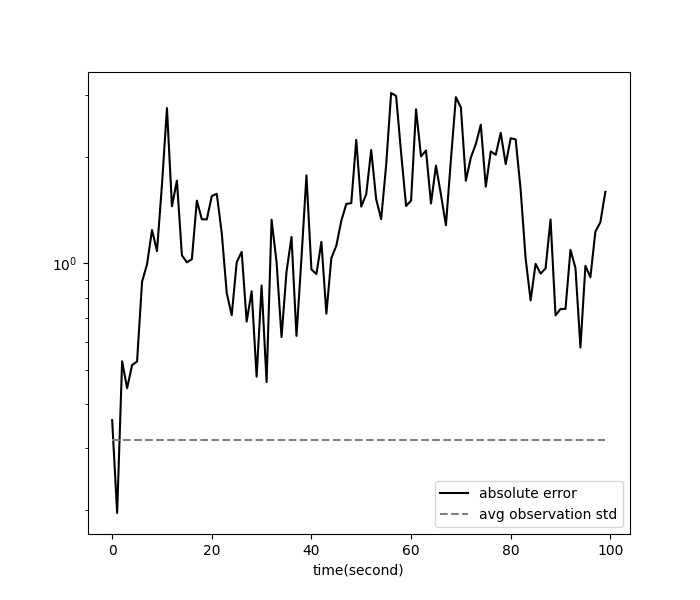 10⁰
0
20
40
60
80
100
time(second)
absolute error
avg observation std